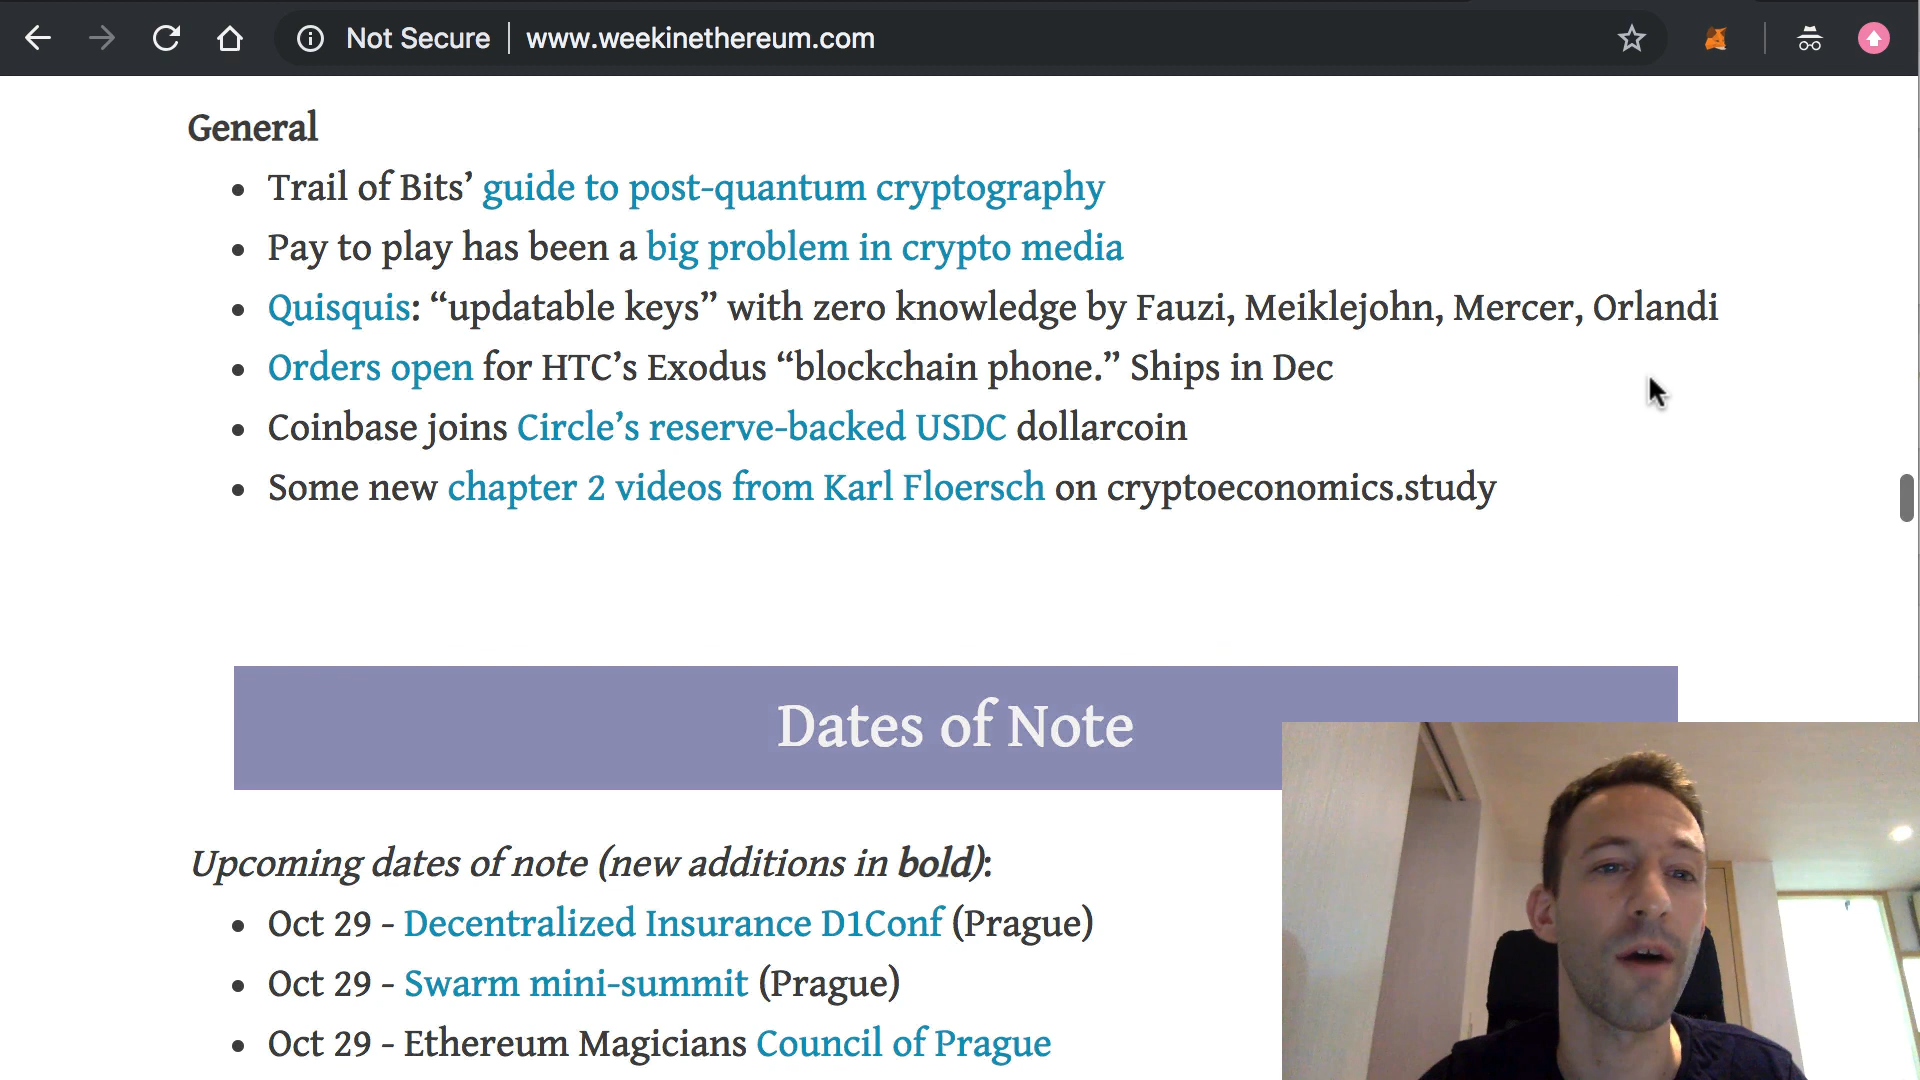 Not Secure | www.weekinethereum.com
General
• Trail of Bits’ guide to post-quantum cryptography
• Pay to play has been a big problem in crypto media
• Quisquis: “updatable keys” with zero knowledge by Fauzi, Meiklejohn, Mercer, Orlandi
• Orders open for HTC’s Exodus “blockchain phone.” Ships in Dec
• Coinbase joins Circle’s reserve-backed USDC dollarcoin
• Some new chapter 2 videos from Karl Floersch on cryptoeconomics.study
Dates of Note
Upcoming dates of note (new additions in bold):
• Oct 29 - Decentralized Insurance D1Conf (Prague)
• Oct 29 - Swarm mini-summit (Prague)
• Oct 29 - Ethereum Magicians Council of Prague